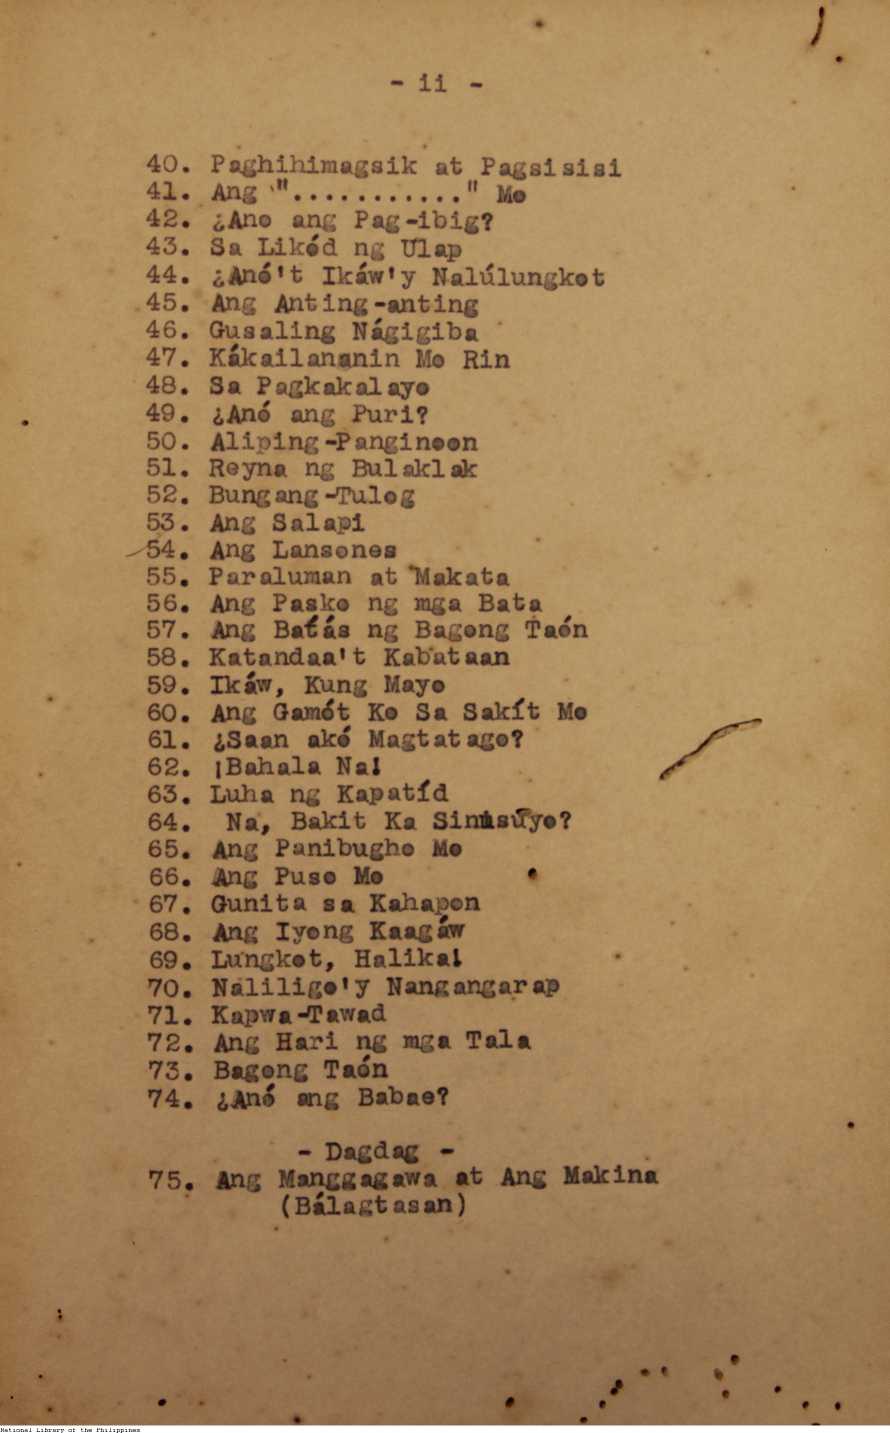 - ii -
40. Paghihimagsik at Pagsisisi
41. Ang "..........." Mo
42. ¿Ano ang Pag-ibig?
43. Sa Likód ng Ulap
44. ¿Anó't Ikáw'y Nalúlungkot
45. Ang Anting-anting
46. Gusaling Nágigiba
47. Kákailanganin Mo Rin
48. Sa Pagkakalayo
49. ¿Anó ang Puri?
50. Aliping-Panginoon
51. Reyna ng Bulaklak
52. Bungang-Tulog
53. Ang Salapi
54. Ang Lansones
55. Paraluman at Makata
56. Ang Pasko ng mga Bata
57. Ang Batás ng Bagong Taón
58. Katandaa't Kabataan
59. Ikáw, Kung Mayo
60. Ang Gamót Ko Sa Sakít Mo
61. ¿Saan akó Magtatago?
62. ¡Bahala Na!
63. Luha ng Kapatíd
64. Na, Bakit Ka Sinusúyo?
65. Ang Panibugho Mo
66. Ang Puso Mo
67. Gunita sa Kahapon
68. Ang Iyong Kaagáw
69. Lungkot, Halika!
70. Naliligo'y Nangangarap
71. Kapwa-Tawad
72. Ang Hari ng mga Tala
73. Bagong Taón
74. ¿Anó ang Babae?
- Dagdag -
75. Ang Manggagawa at Ang Makina
(Bálagtasan)
National Library of the Philippines